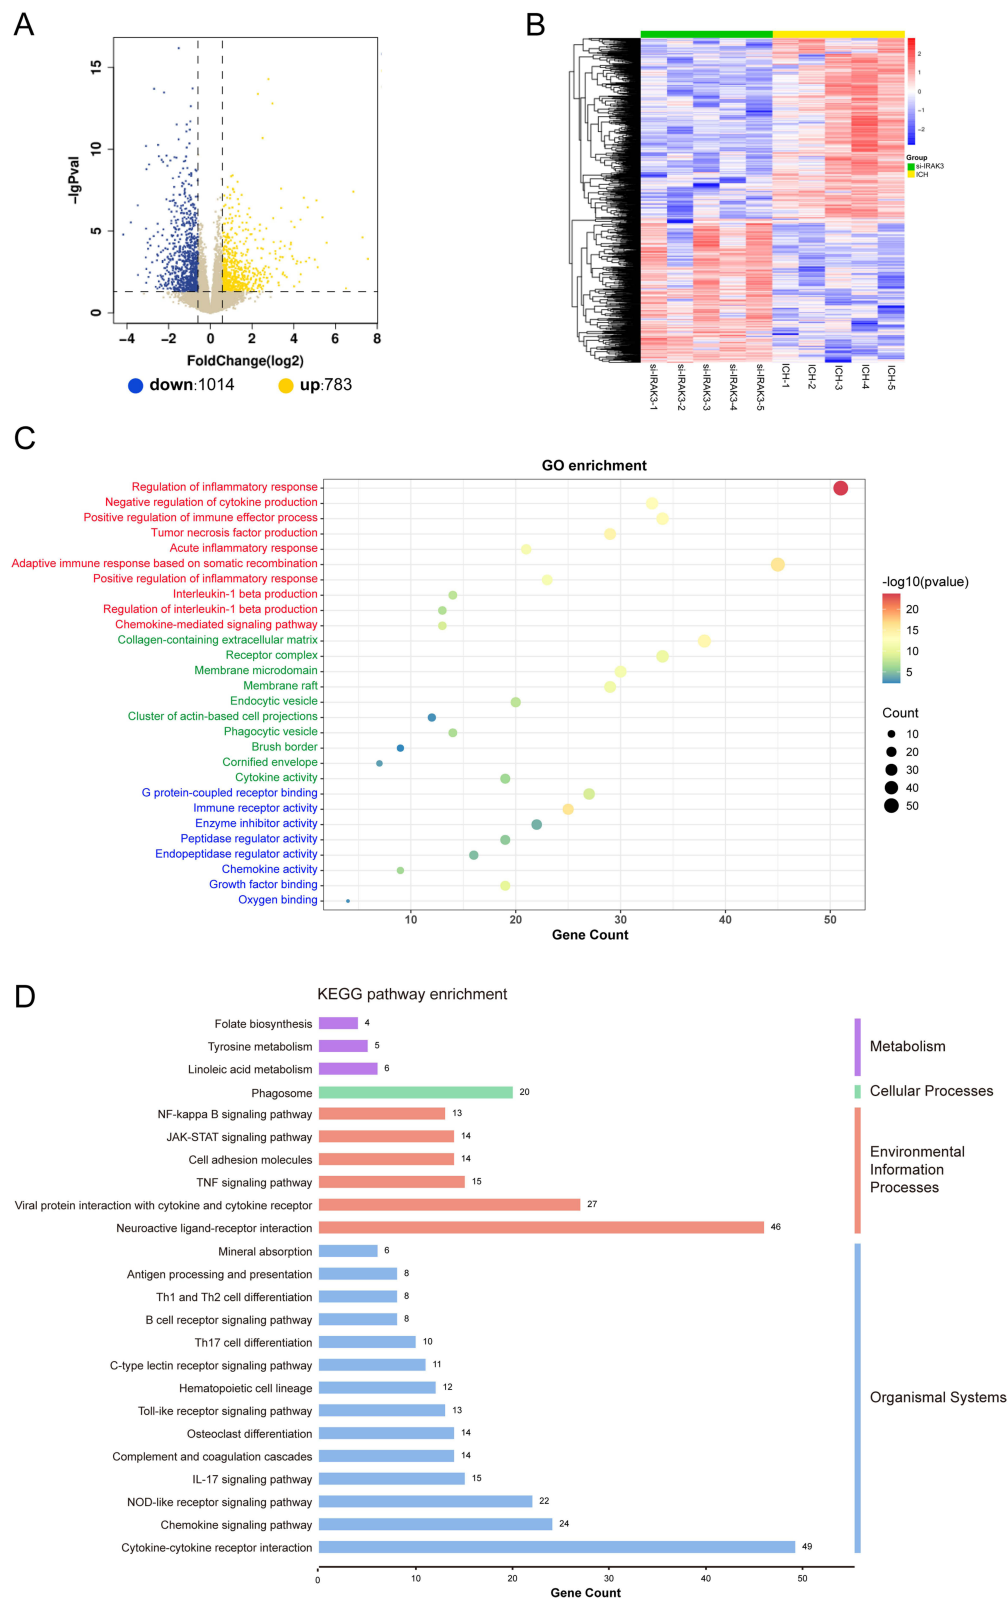 A
-lgPval
15
10
5
0
-4
-2
0
2
4
6
8
FoldChange(log2)
down:1014
up:783
B
2
1
0
-1
-2
Group
si-IRAK3
ICH
si-IRAK3-1
si-IRAK3-2
si-IRAK3-3
si-IRAK3-4
si-IRAK3-5
ICH-1
ICH-2
ICH-3
ICH-4
ICH-5
C
GO enrichment
Regulation of inflammatory response
Negative regulation of cytokine production
Positive regulation of immune effector process
Tumor necrosis factor production
Acute inflammatory response
Adaptive immune response based on somatic recombination
Positive regulation of inflammatory response
Interleukin-1 beta production
Regulation of interleukin-1 beta production
Chemokine-mediated signaling pathway
Collagen-containing extracellular matrix
Receptor complex
Membrane microdomain
Membrane raft
Endocytic vesicle
Cluster of actin-based cell projections
Phagocytic vesicle
Brush border
Cornified envelope
Cytokine activity
G protein-coupled receptor binding
Immune receptor activity
Enzyme inhibitor activity
Peptidase regulator activity
Endopeptidase regulator activity
Chemokine activity
Growth factor binding
Oxygen binding
10
20
30
40
50
Gene Count
-log10(pvalue)
20
15
10
5
Count
10
20
30
40
50
D
KEGG pathway enrichment
Folate biosynthesis 4
Tyrosine metabolism 5
Linoleic acid metabolism 6
Metabolism
Phagosome 20
Cellular Processes
NF-kappa B signaling pathway 13
JAK-STAT signaling pathway 14
Cell adhesion molecules 14
TNF signaling pathway 15
Viral protein interaction with cytokine and cytokine receptor 27
Neuroactive ligand-receptor interaction 46
Environmental
Information
Processes
Mineral absorption 6
Antigen processing and presentation 8
Th1 and Th2 cell differentiation 8
B cell receptor signaling pathway 8
Th17 cell differentiation 10
C-type lectin receptor signaling pathway 11
Hematopoietic cell lineage 12
Toll-like receptor signaling pathway 13
Osteoclast differentiation 14
Complement and coagulation cascades 14
IL-17 signaling pathway 15
NOD-like receptor signaling pathway 22
Chemokine signaling pathway 24
Cytokine-cytokine receptor interaction 49
Organismal Systems
0
10
20
30
40
50
Gene Count